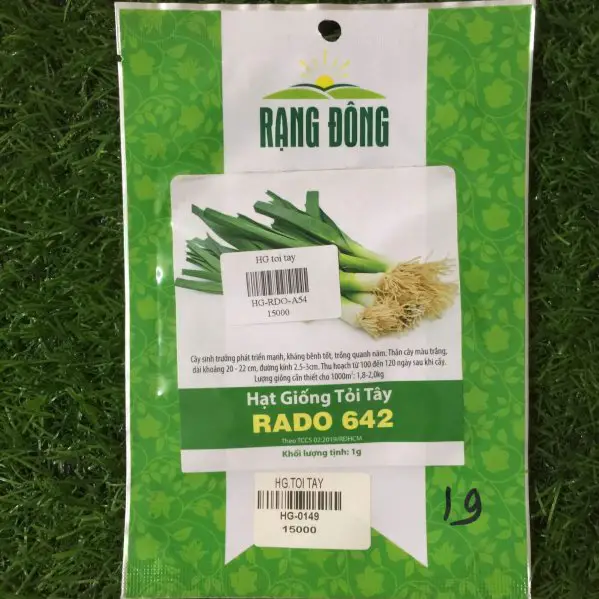 RẠNG ĐÔNG
HG toi tay
HG-RDO-A54
15000
Cây sinh trưởng phát triển mạnh, kháng bệnh tốt, trồng quanh năm. Thân cây màu trắng,
dài khoảng 20 - 22 cm, đường kính 2.5-3cm. Thu hoạch từ 100 đến 120 ngày sau khi cấy.
Lượng giống cần thiết cho 1000m²: 1,8-2,0kg
Hạt Giống Tỏi Tây
RADO 642
Theo TCCS 02:2019/RĐHCM
Khối lượng tịnh: 1g
HG.TOI TAY
HG-0149
15000
1g